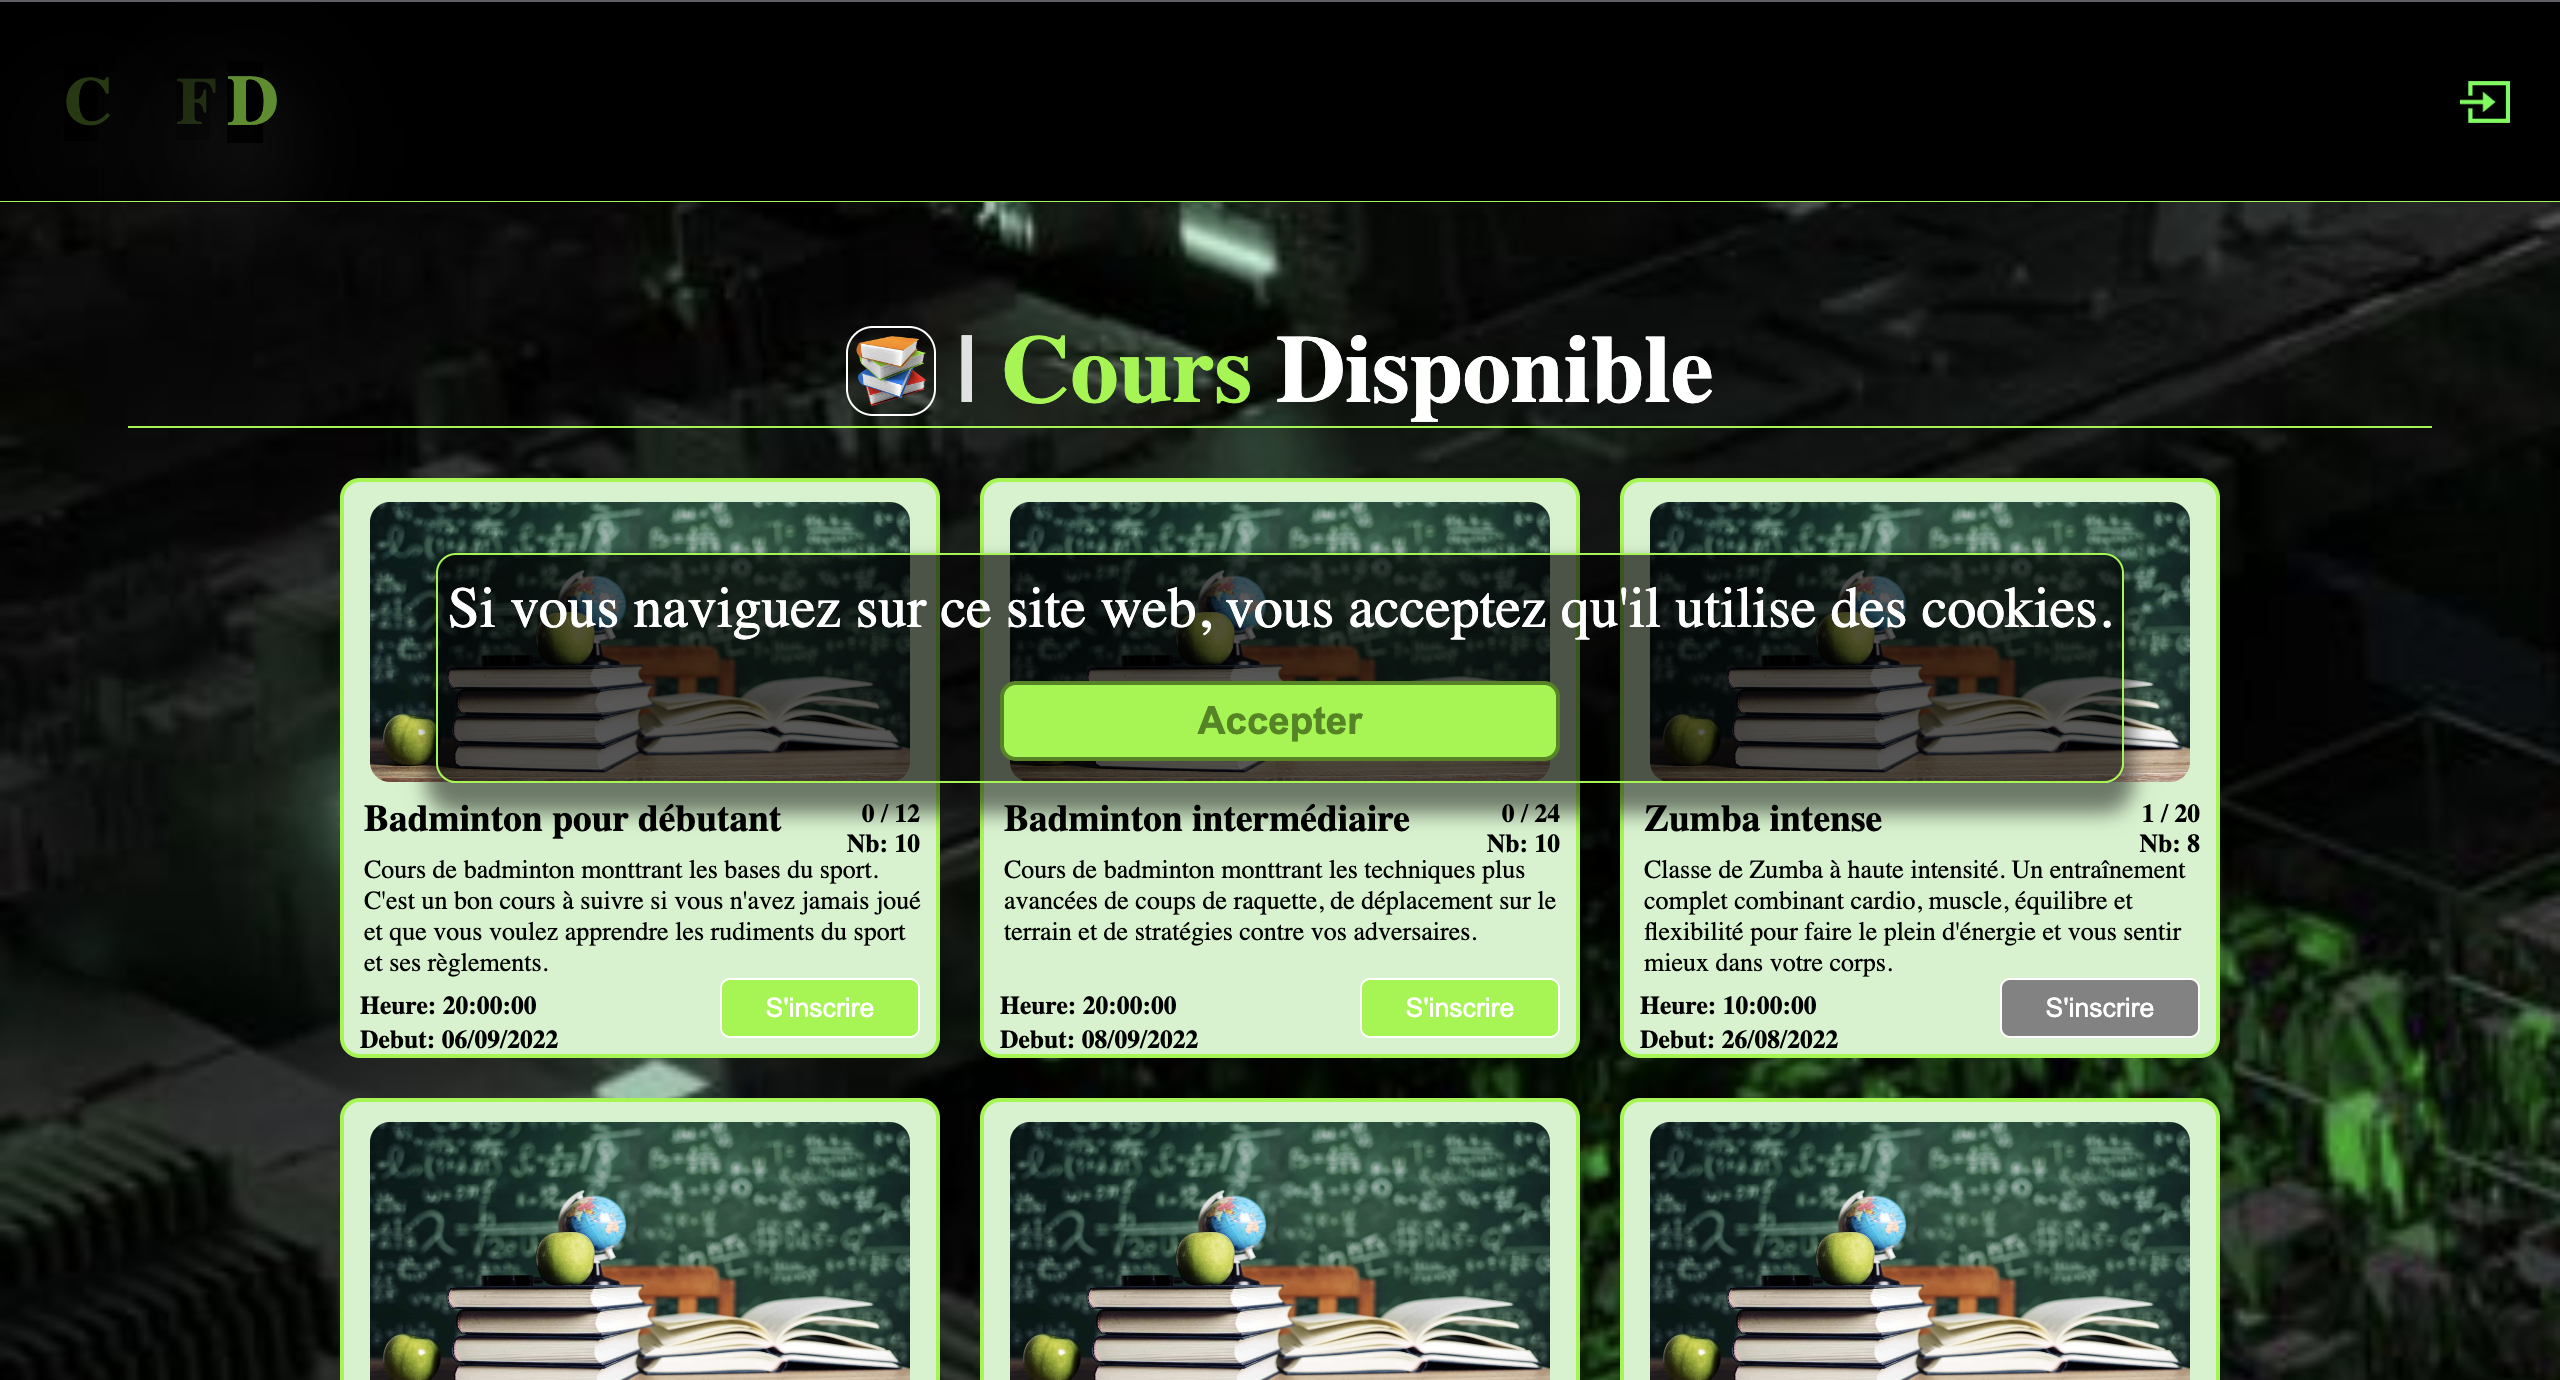 C FD
| Cours Disponible
Si vous naviguez sur ce site web, vous acceptez qu'il utilise des cookies.
Accepter
Badminton pour débutant
0 / 12
Nb: 10
Cours de badminton monttrant les bases du sport.
C'est un bon cours à suivre si vous n'avez jamais joué
et que vous voulez apprendre les rudiments du sport
et ses règlements.
Heure: 20:00:00
Debut: 06/09/2022
S'inscrire
Badminton intermédiaire
0 / 24
Nb: 10
Cours de badminton monttrant les techniques plus
avancées de coups de raquette, de déplacement sur le
terrain et de stratégies contre vos adversaires.
Heure: 20:00:00
Debut: 08/09/2022
S'inscrire
Zumba intense
1 / 20
Nb: 8
Classe de Zumba à haute intensité. Un entraînement
complet combinant cardio, muscle, équilibre et
flexibilité pour faire le plein d'énergie et vous sentir
mieux dans votre corps.
Heure: 10:00:00
Debut: 26/08/2022
S'inscrire